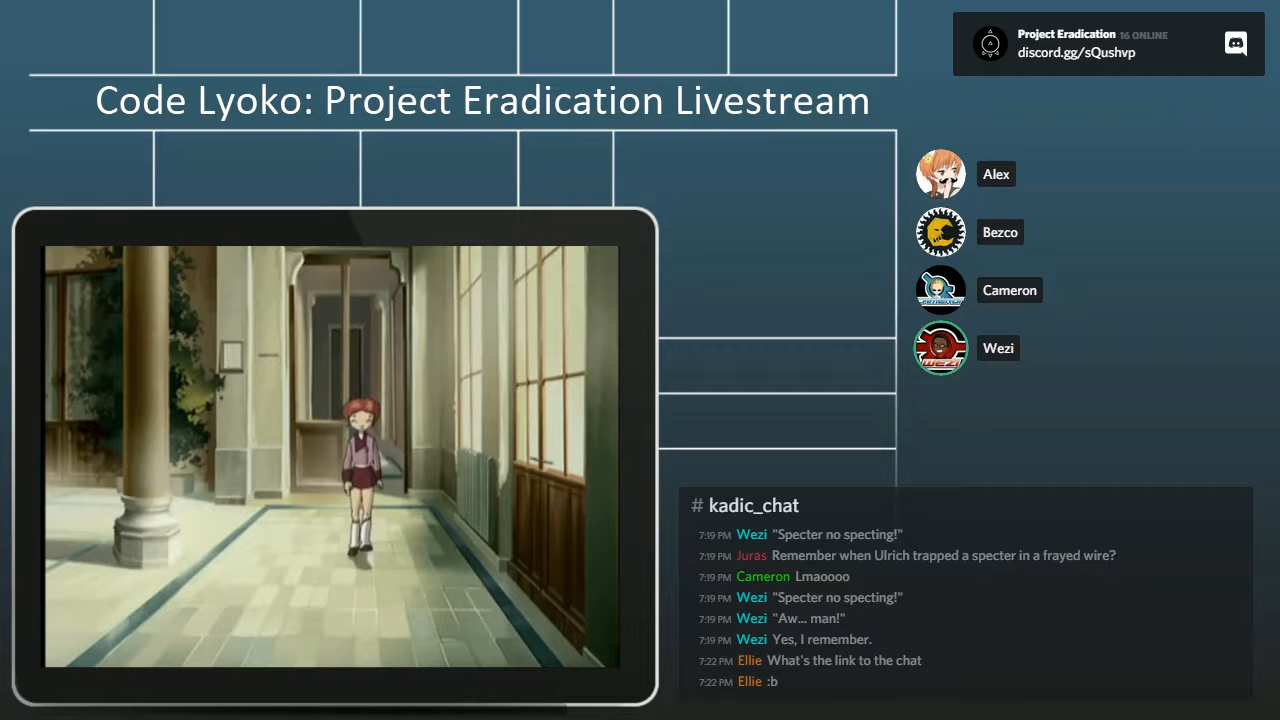 Project Eradication 16 ONLINE
discord.gg/sQushvp
Code Lyoko: Project Eradication Livestream
Alex
Bezco
Cameron
Wezi
# kadic_chat
7:19 PM Wezi "Specter no specting!"
7:19 PM Juras Remember when Ulrich trapped a specter in a frayed wire?
7:19 PM Cameron Lmaoooo
7:19 PM Wezi "Specter no specting!"
7:19 PM Wezi "Aw... man!"
7:19 PM Wezi Yes, I remember.
7:22 PM Ellie What's the link to the chat
7:22 PM Ellie :b